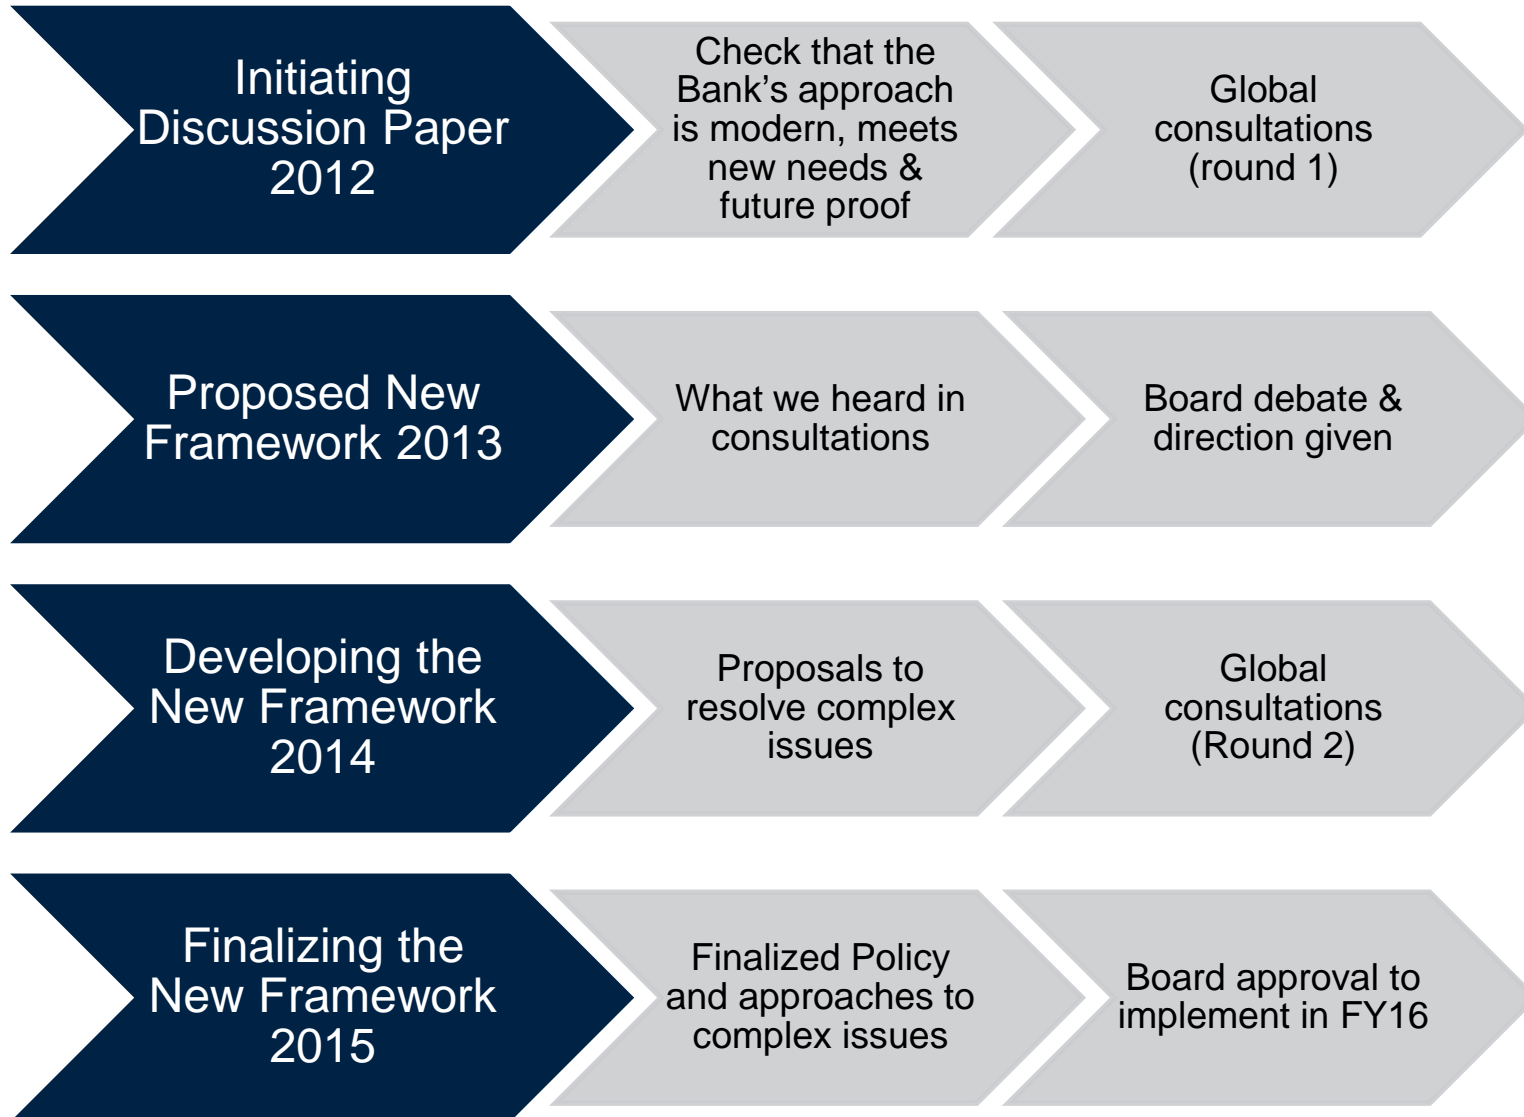 Initiating
Discussion Paper
2012
Check that the
Bank’s approach
is modern, meets
new needs &
future proof
Global
consultations
(round 1)
Proposed New
Framework 2013
What we heard in
consultations
Board debate &
direction given
Developing the
New Framework
2014
Proposals to
resolve complex
issues
Global
consultations
(Round 2)
Finalizing the
New Framework
2015
Finalized Policy
and approaches to
complex issues
Board approval to
implement in FY16